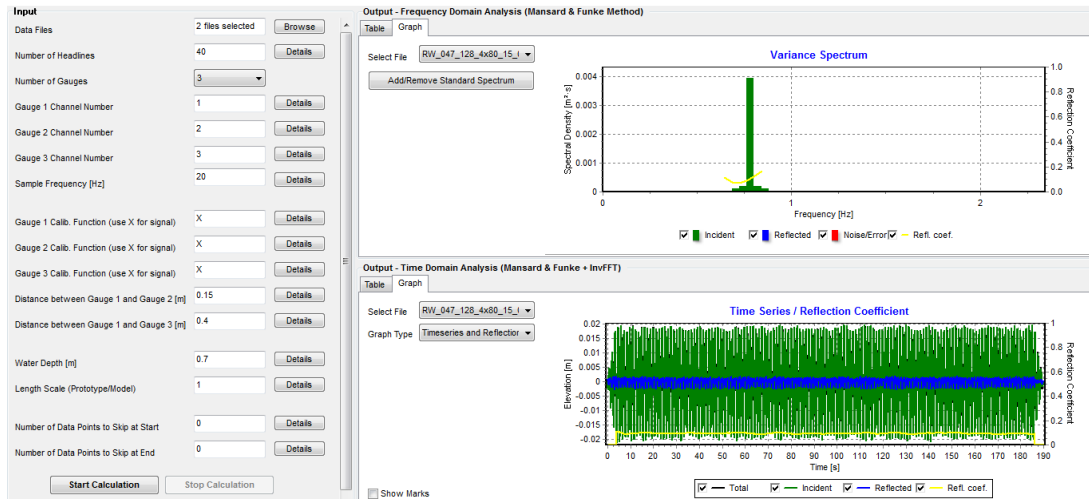 Input
Data Files 2 files selected Browse
Number of Headlines 40 Details
Number of Gauges 3
Gauge 1 Channel Number 1 Details
Gauge 2 Channel Number 2 Details
Gauge 3 Channel Number 3 Details
Sample Frequency [Hz] 20 Details
Gauge 1 Calib. Function (use X for signal) X Details
Gauge 2 Calib. Function (use X for signal) X Details
Gauge 3 Calib. Function (use X for signal) X Details
Distance between Gauge 1 and Gauge 2 [m] 0.15 Details
Distance between Gauge 1 and Gauge 3 [m] 0.4 Details
Water Depth [m] 0.7 Details
Length Scale (Prototype/Model) 1 Details
Number of Data Points to Skip at Start 0 Details
Number of Data Points to Skip at End 0 Details
Start Calculation Stop Calculation
Output - Frequency Domain Analysis (Mansard & Funke Method)
Table Graph
Select File RW_047_128_4x80_15_(
Add/Remove Standard Spectrum
Variance Spectrum
Spectral Density [m²·s]
0.004
0.003
0.002
0.001
0
1.0
0.8
0.6
0.4
0.2
0.0
Reflection Coefficient
0 1 2
Frequency [Hz]
Incident Reflected Noise/Error Refl. coef.
Output - Time Domain Analysis (Mansard & Funke + InvFFT)
Table Graph
Select File RW_047_128_4x80_15_(
Graph Type Timeseries and Reflection
Time Series / Reflection Coefficient
Elevation [m]
0.02
0.015
0.01
0.005
0
-0.005
-0.01
-0.015
-0.02
1
0.8
0.6
0.4
0.2
0
Reflection Coefficient
0 10 20 30 40 50 60 70 80 90 100 110 120 130 140 150 160 170 180 190
Time [s]
Total Incident Reflected Refl. coef.
Show Marks